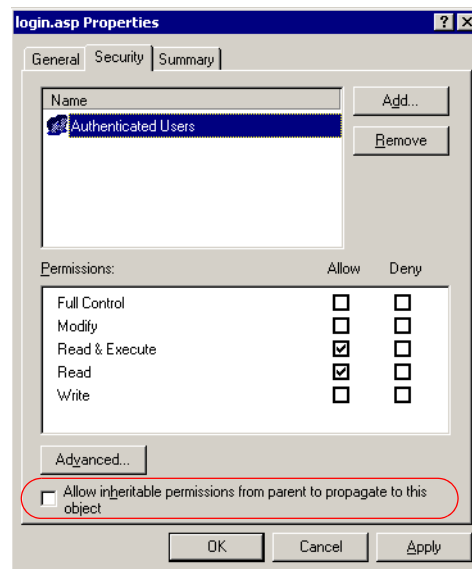 login.asp Properties
General Security Summary
Name
Authenticated Users
Add...
Remove
Permissions: Allow Deny
Full Control
Modify
Read & Execute
Read
Write
Advanced...
Allow inheritable permissions from parent to propagate to this
object
OK Cancel Apply